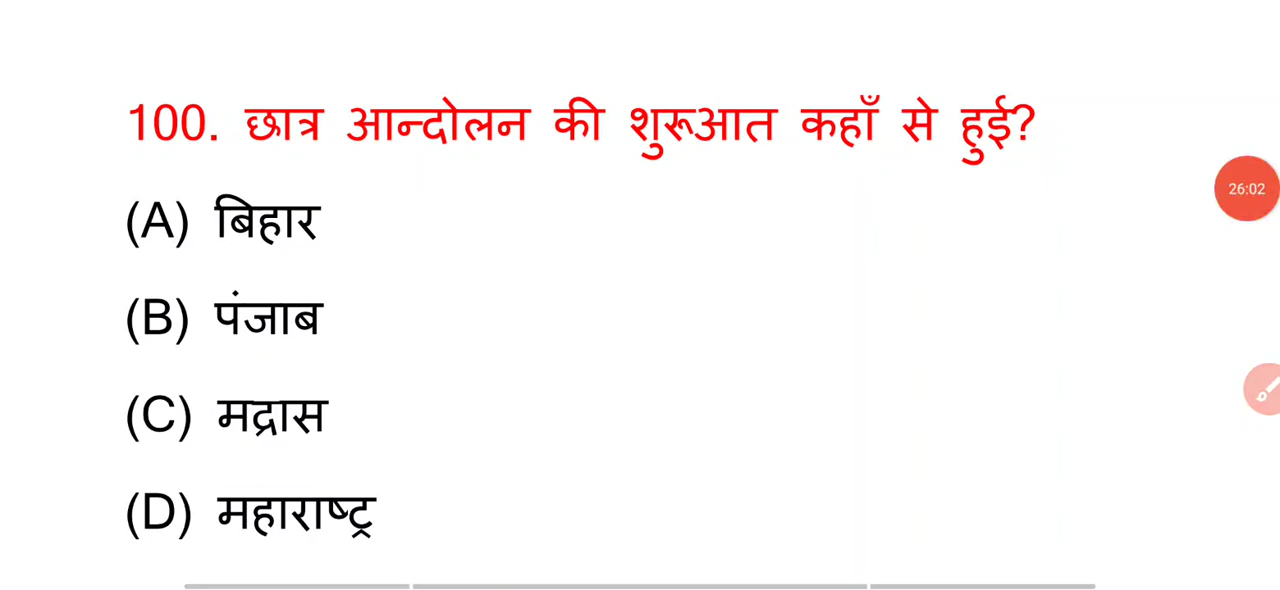 100. छात्र आन्दोलन की शुरूआत कहाँ से हुई?
(A) बिहार
26:02
(B) पंजाब
(C) मद्रास
(D) महाराष्ट्र